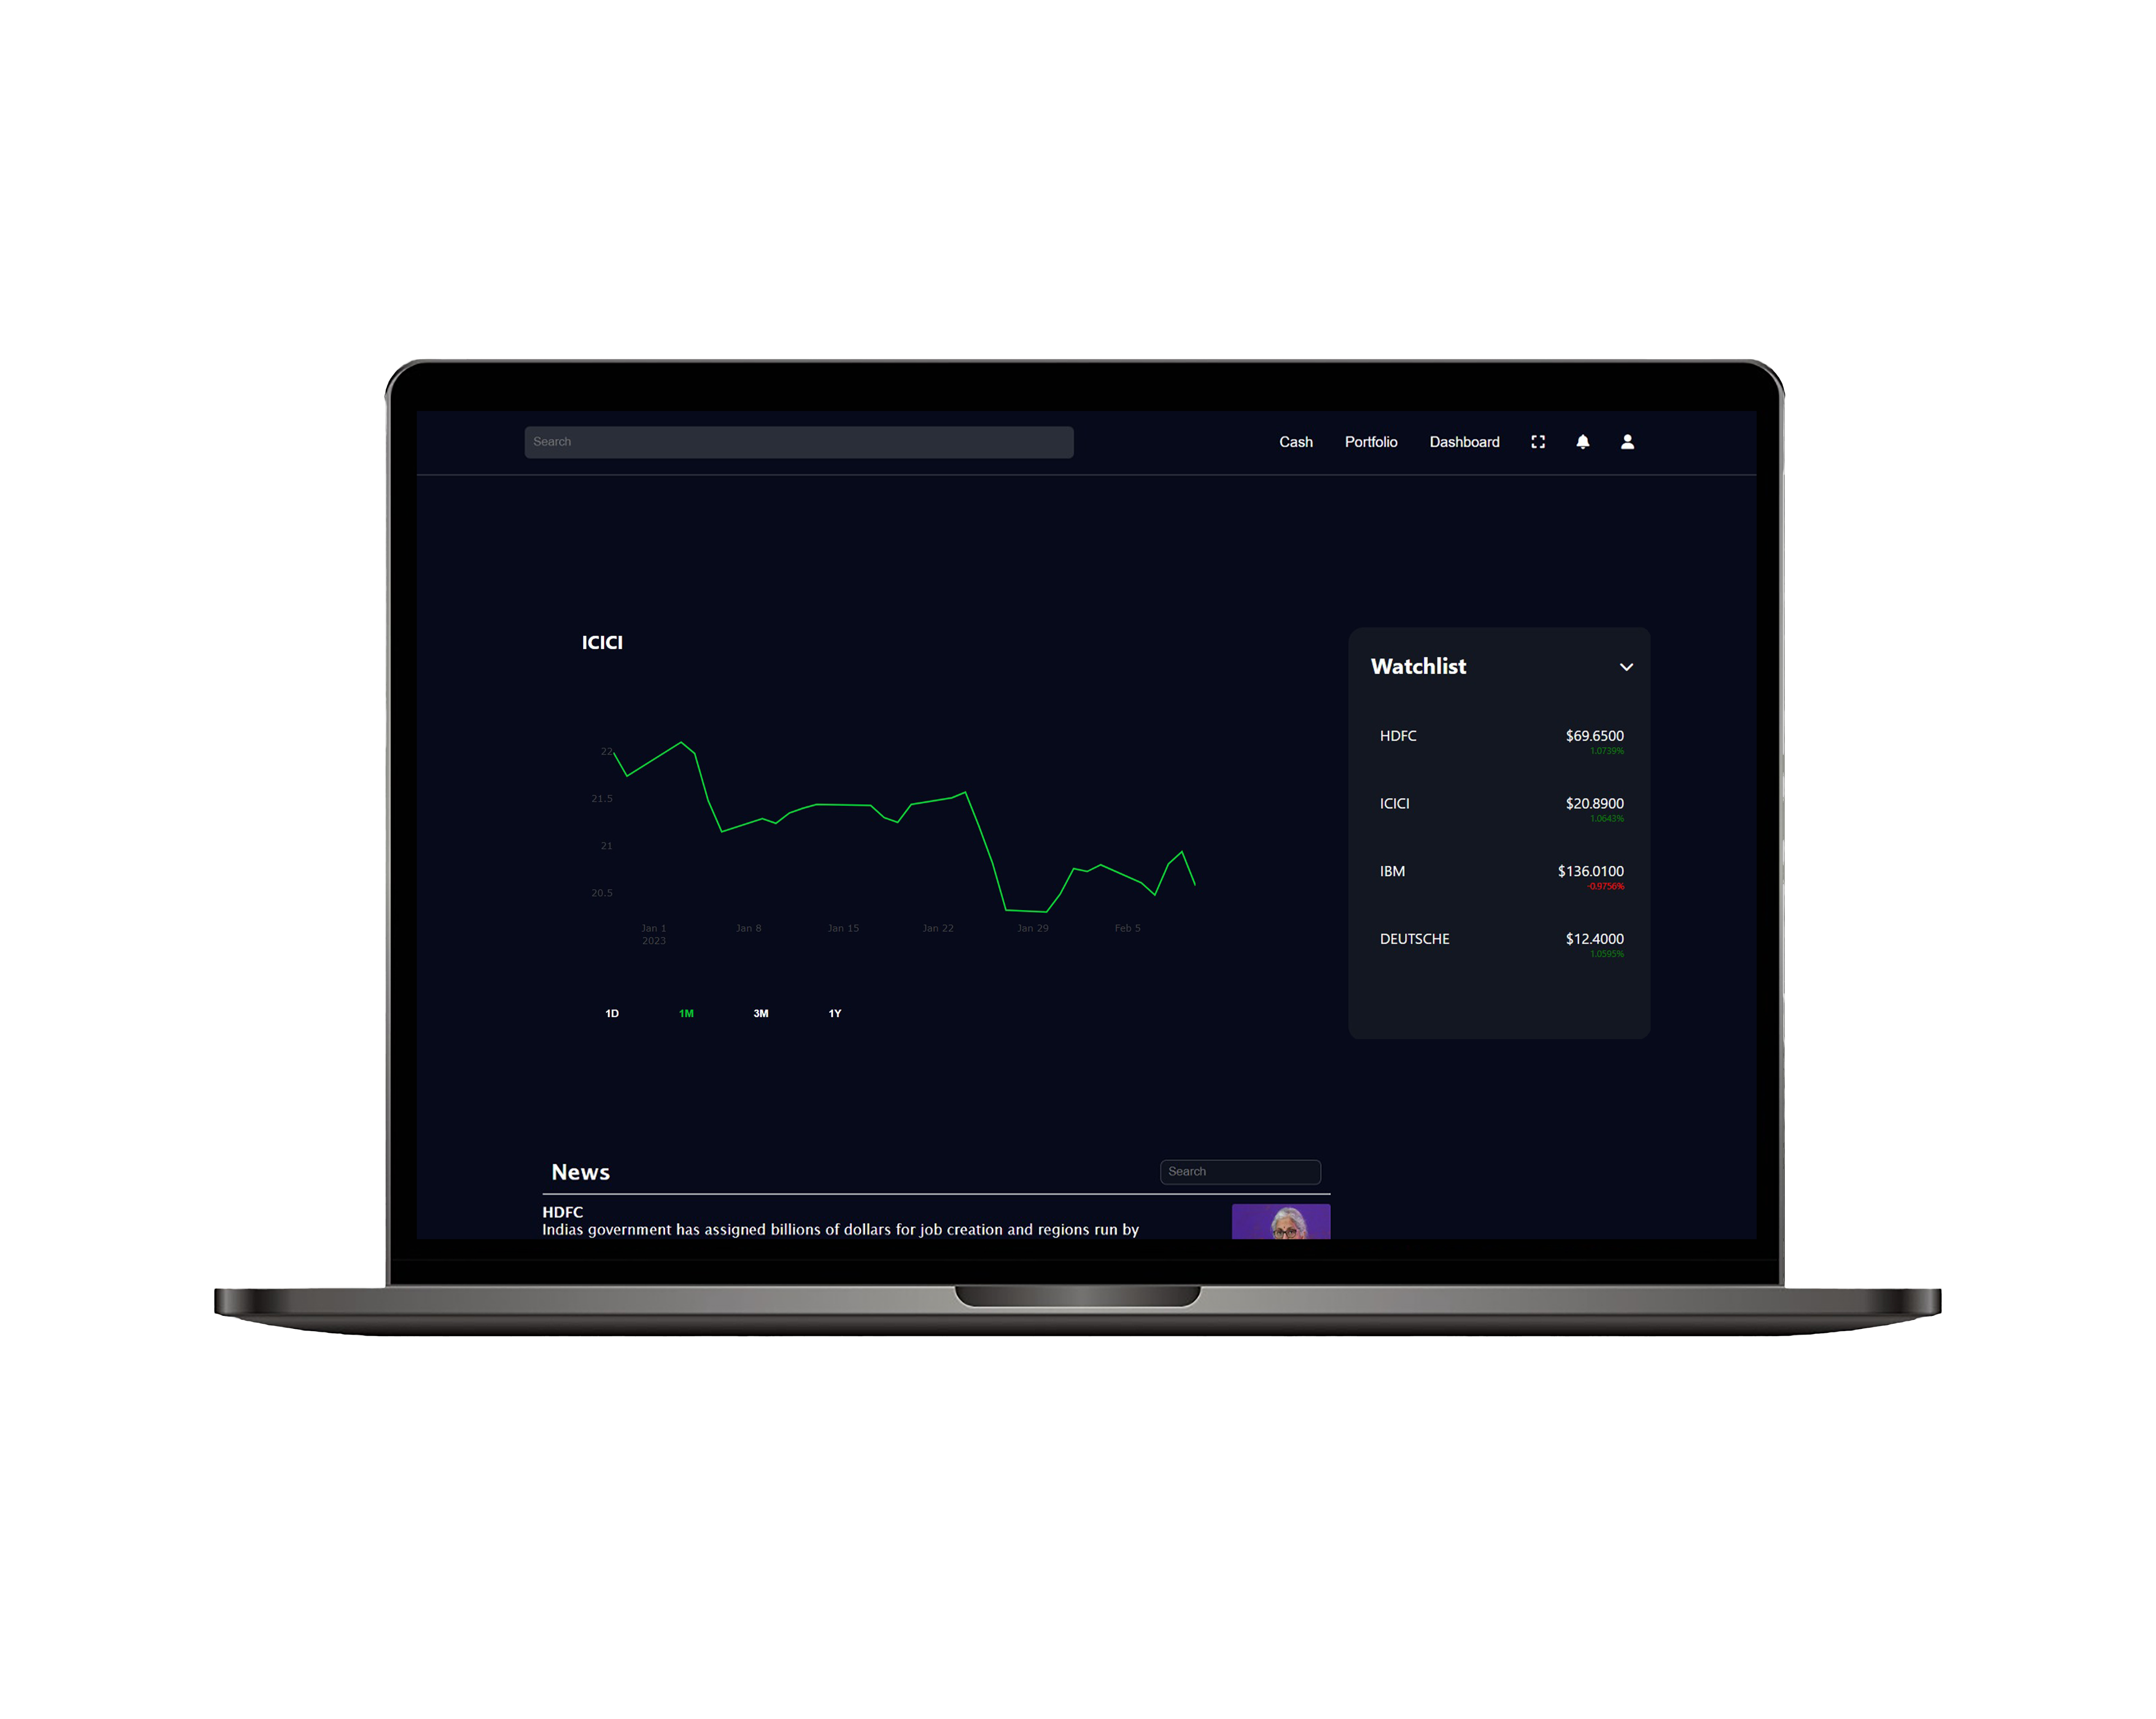 Search
Cash Portfolio Dashboard
ICICI
22
21.5
21
20.5
Jan 1 Jan 8 Jan 15 Jan 22 Jan 29 Feb 5
2023
1D 1M 3M 1Y
Watchlist
HDFC $69.6500
1.0739%
ICICI $20.8900
1.0643%
IBM $136.0100
-0.9756%
DEUTSCHE $12.4000
1.0595%
News Search
HDFC
Indias government has assigned billions of dollars for job creation and regions run by